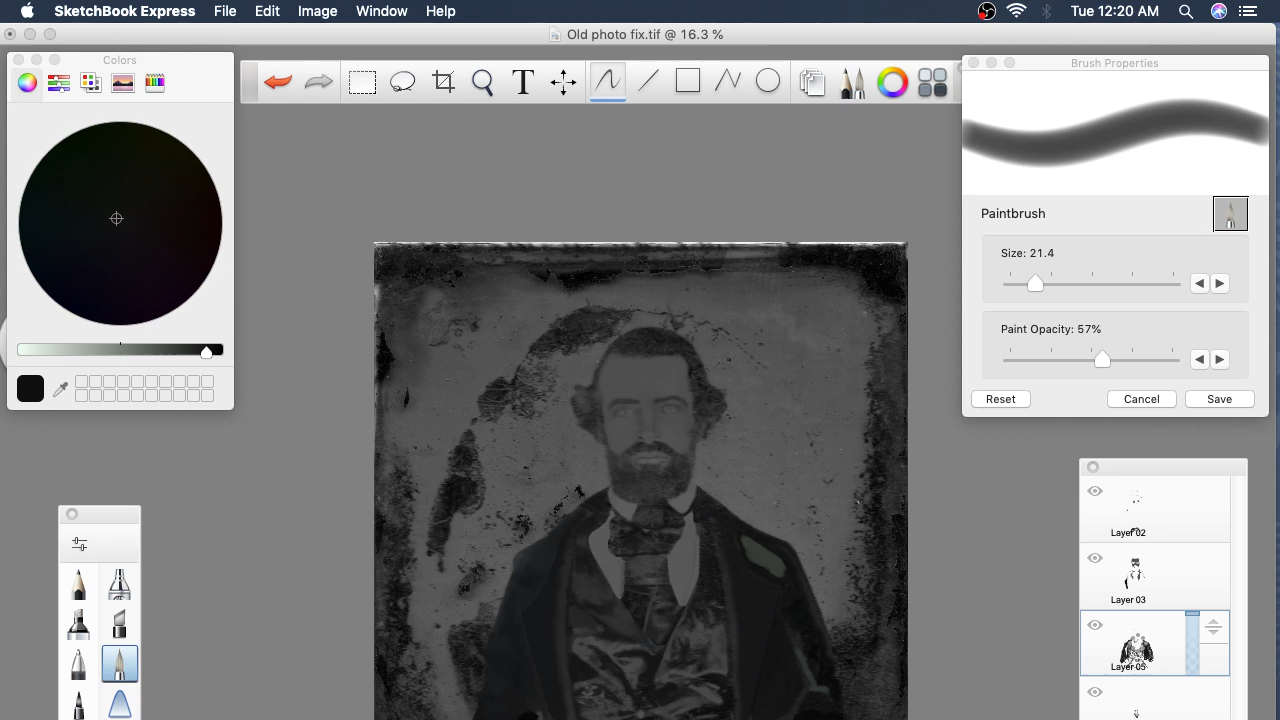 SketchBook Express File Edit Image Window Help Tue 12:20 AM
Old photo fix.tif @ 16.3 %
Colors
T
Brush Properties
Paintbrush
Size: 21.4
Paint Opacity: 57%
Reset Cancel Save
Layer 02
Layer 03
Layer 05